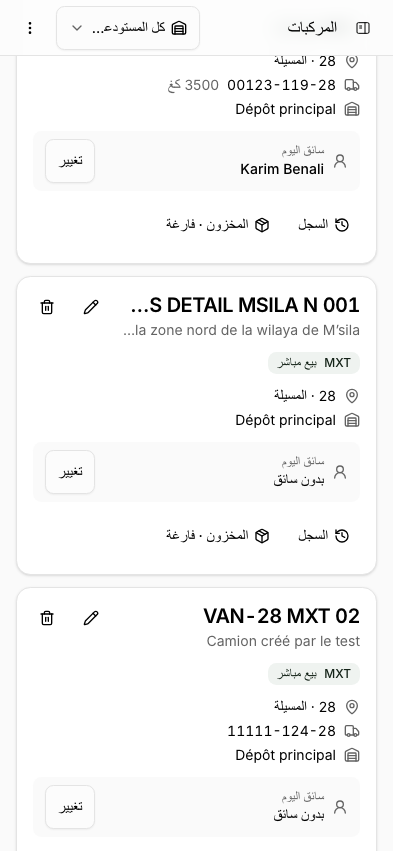 المركبات
كل المستودعـ...
28 · المسيلة
00123-119-28 3500 كغ
Dépôt principal
سائق اليوم
Karim Benali
تغيير
السجل
المخزون · فارغة
...S DETAIL MSILA N 001
...la zone nord de la wilaya de M’sila
MXT بيع مباشر
28 · المسيلة
Dépôt principal
سائق اليوم
بدون سائق
تغيير
السجل
المخزون · فارغة
VAN-28 MXT 02
Camion créé par le test
MXT بيع مباشر
28 · المسيلة
11111-124-28
Dépôt principal
سائق اليوم
بدون سائق
تغيير